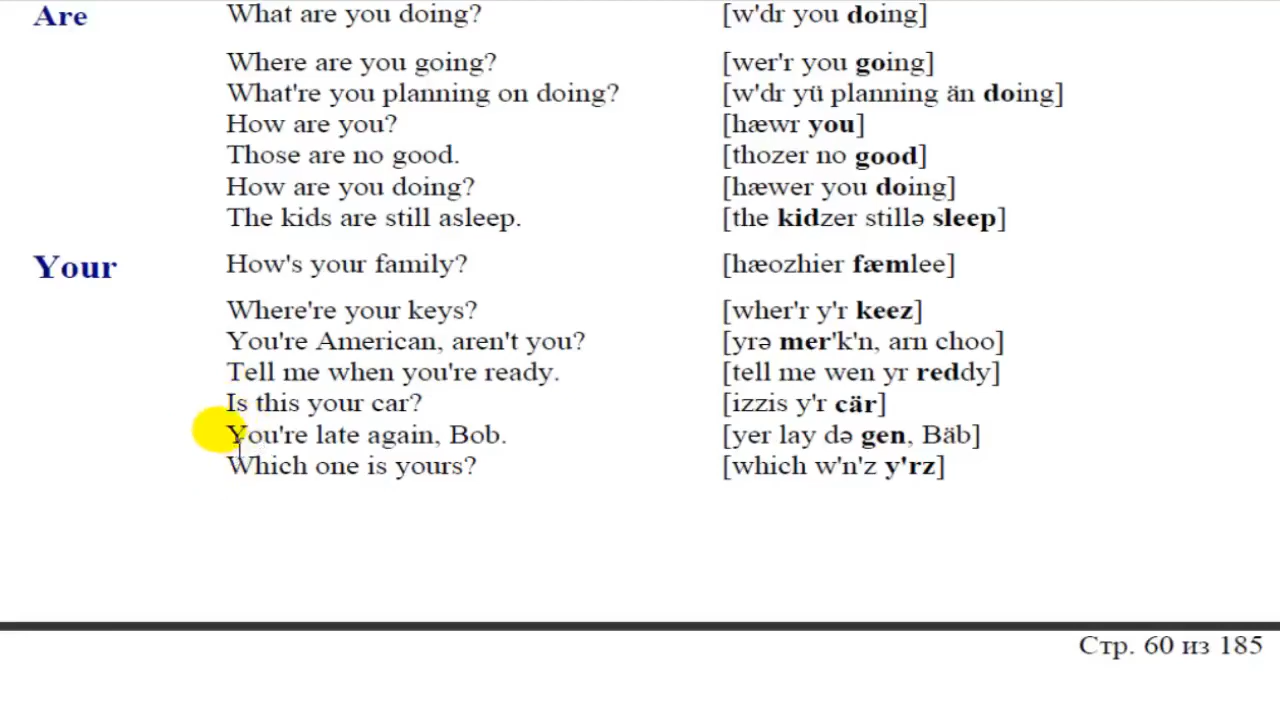 Are What are you doing? [w'dr you doing]
Where are you going? [wer'r you going]
What're you planning on doing? [w'dr yü planning än doing]
How are you? [hæwr you]
Those are no good. [thozer no good]
How are you doing? [hæwer you doing]
The kids are still asleep. [the kidzer stillə sleep]
Your How's your family? [hæozhier fæmlee]
Where're your keys? [wher'r y'r keez]
You're American, aren't you? [yrə mer'k'n, arn choo]
Tell me when you're ready. [tell me wen yr reddy]
Is this your car? [izzis y'r cär]
You're late again, Bob. [yer lay də gen, Bäb]
Which one is yours? [which w'n'z y'rz]
Стр. 60 из 185